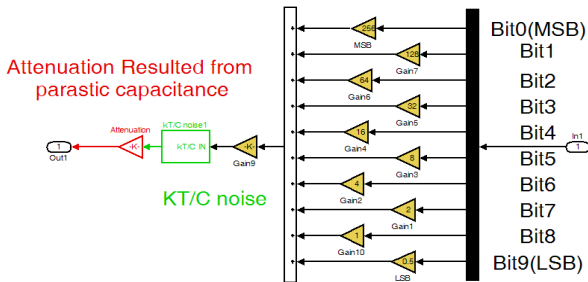 Attenuation Resulted from
parastic capacitance
Attenuation
-K-
1
Out1
kT/C noise1
kT/C IN
KT/C noise
-K-
Gain9
256
MSB
128
Gain7
64
Gain6
32
Gain5
16
Gain4
8
Gain3
4
Gain2
2
Gain1
1
Gain10
0.5
LSB
Bit0(MSB)
Bit1
Bit2
Bit3
Bit4
Bit5
Bit6
Bit7
Bit8
Bit9(LSB)
In1
1